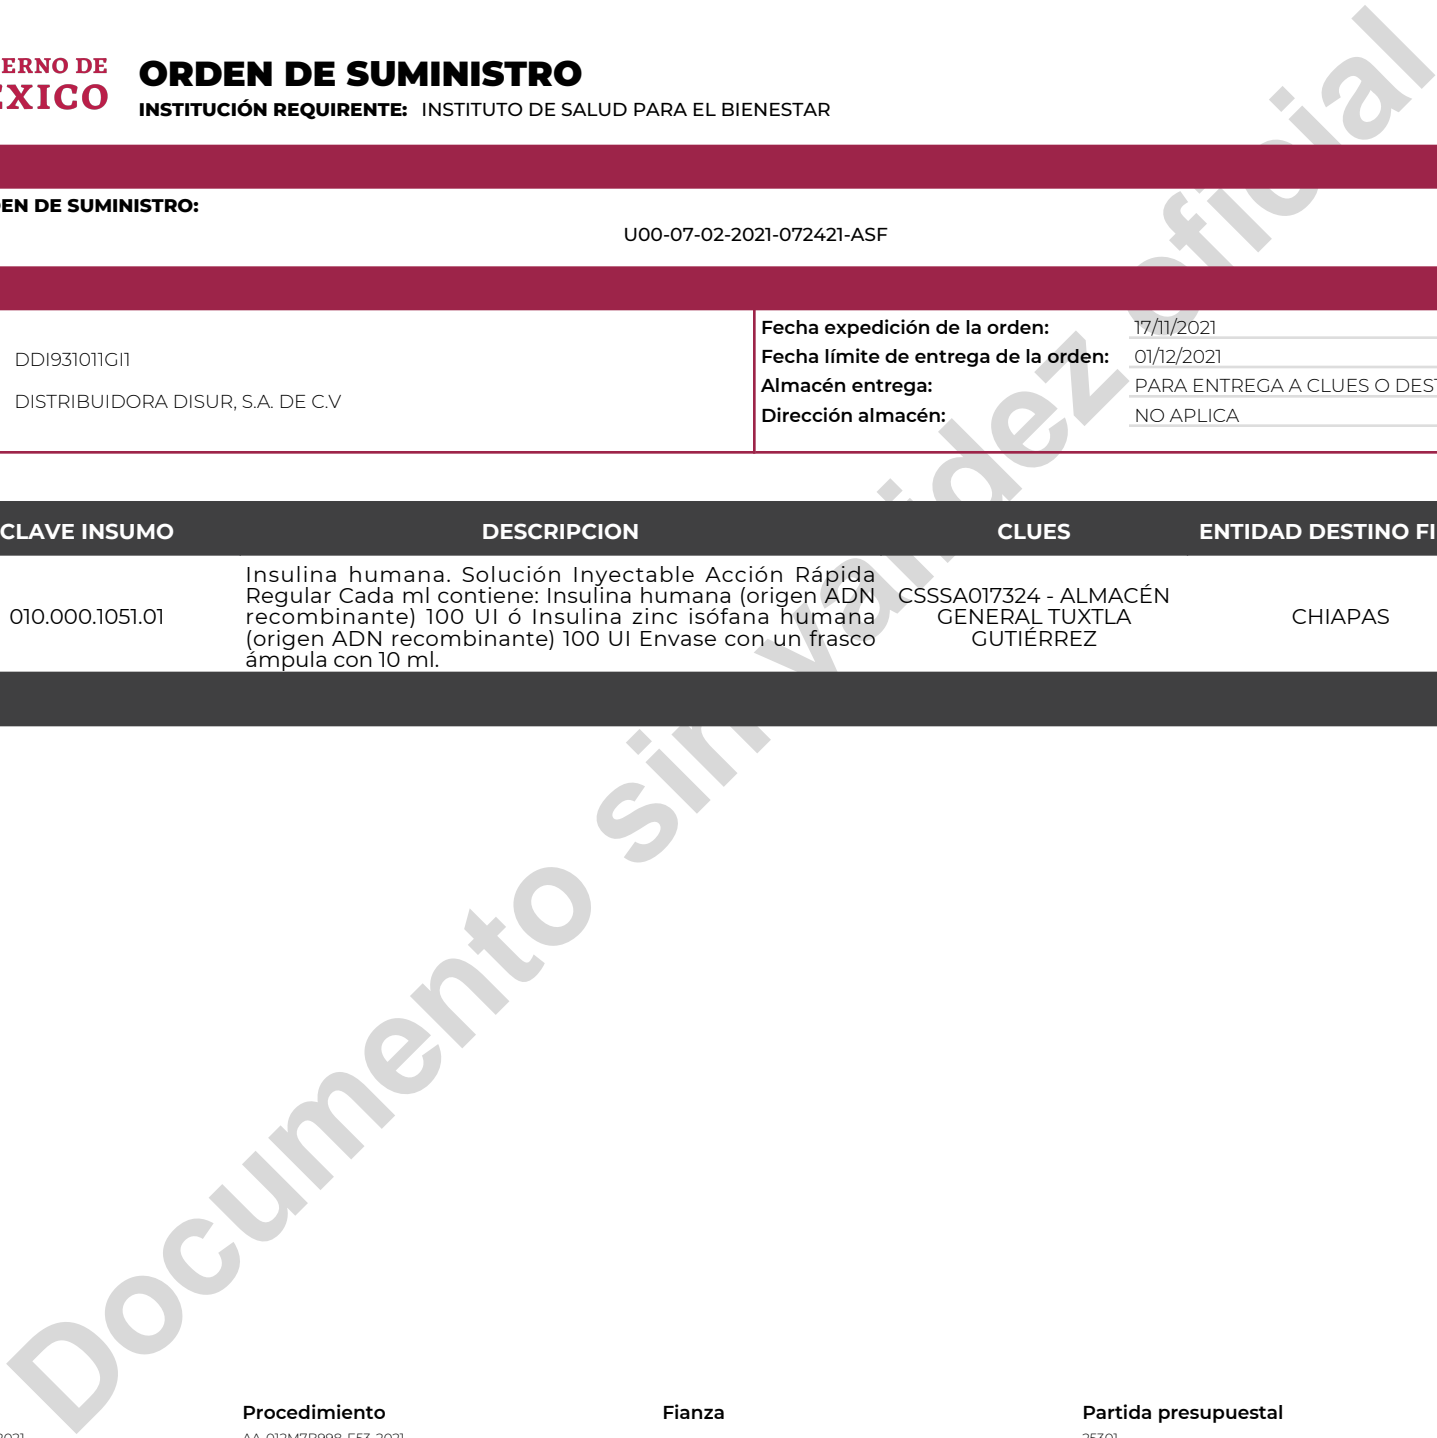 ERNO DE
EXICO
ORDEN DE SUMINISTRO
INSTITUCIÓN REQUIRENTE: INSTITUTO DE SALUD PARA EL BIENESTAR
EN DE SUMINISTRO:
U00-07-02-2021-072421-ASF
DDI931011GI1
DISTRIBUIDORA DISUR, S.A. DE C.V
Fecha expedición de la orden: 17/11/2021
Fecha límite de entrega de la orden: 01/12/2021
Almacén entrega: PARA ENTREGA A CLUES O DEST
Dirección almacén: NO APLICA
CLAVE INSUMO DESCRIPCION CLUES ENTIDAD DESTINO FI
010.000.1051.01
Insulina humana. Solución Inyectable Acción Rápida
Regular Cada ml contiene: Insulina humana (origen ADN
recombinante) 100 UI ó Insulina zinc isófana humana
(origen ADN recombinante) 100 UI Envase con un frasco
ámpula con 10 ml.
CSSSA017324 - ALMACÉN
GENERAL TUXTLA
GUTIÉRREZ
CHIAPAS
Documento sin validez oficial
Procedimiento Fianza Partida presupuestal